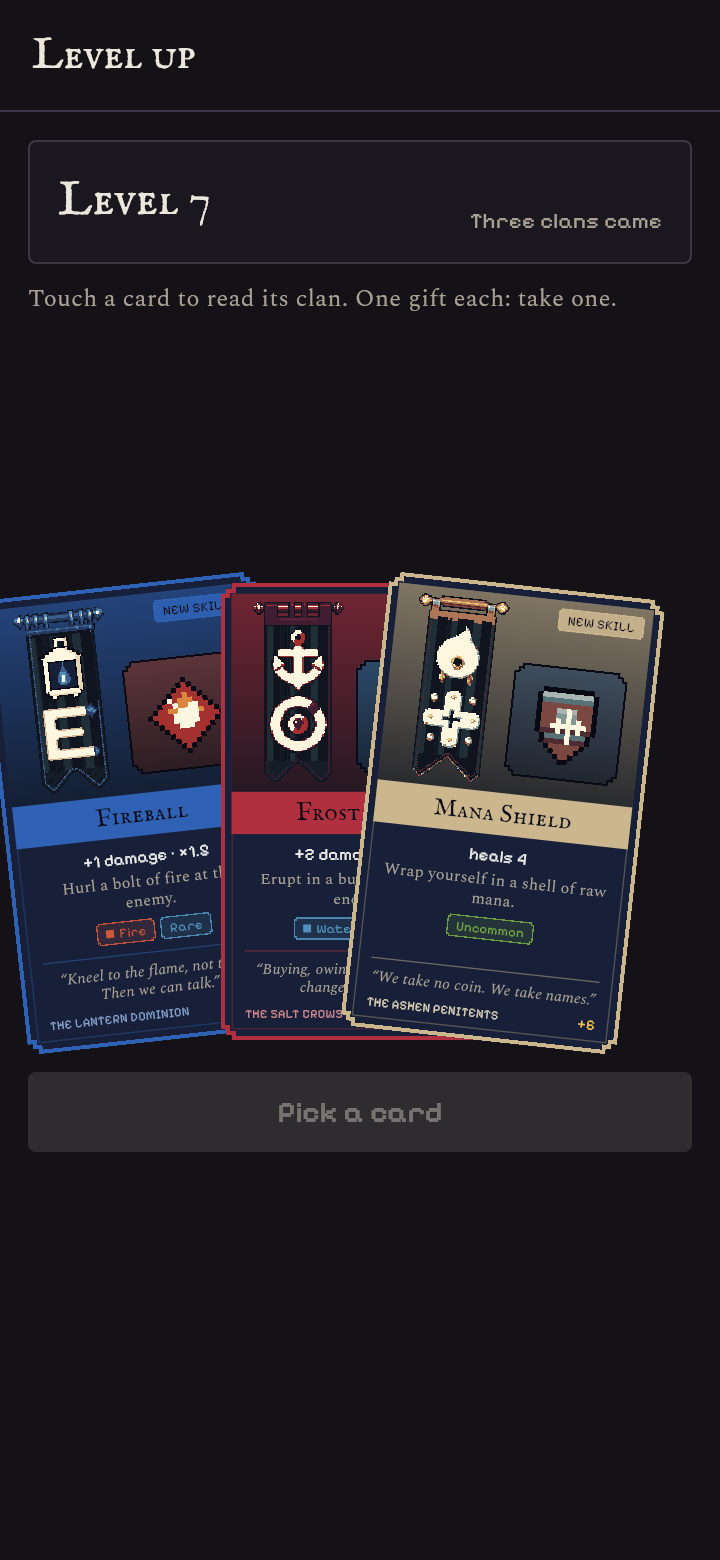 Level up
Level 7
Three clans came
Touch a card to read its clan. One gift each: take one.
NEW SKIL
E
Fireball
+1 damage · ×1.8
Hurl a bolt of fire at th
enemy.
Fire
Rare
“Kneel to the flame, not t
Then we can talk.”
THE LANTERN DOMINION
Frost
+2 dama
Erupt in a bu
ene
Wate
“Buying, owin
change
THE SALT CROWS
NEW SKILL
Mana Shield
heals 4
Wrap yourself in a shell of raw
mana.
Uncommon
“We take no coin. We take names.”
THE ASHEN PENITENTS
+6
Pick a card